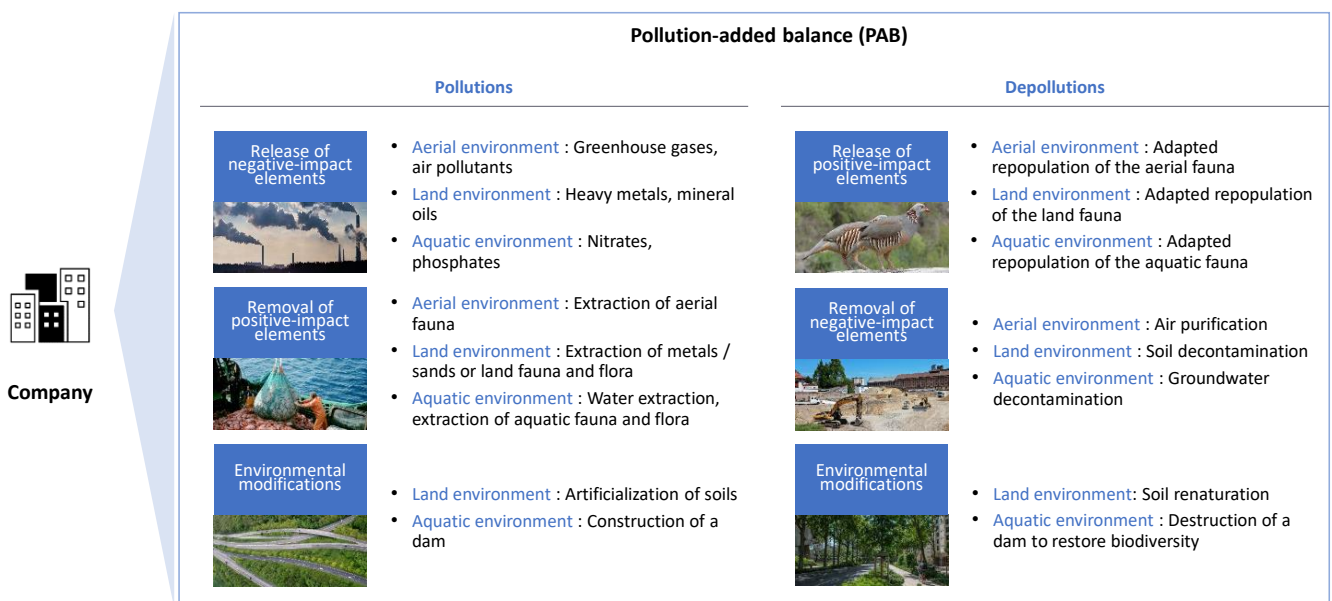 Pollution-added balance (PAB)
Pollutions
Release of
negative-impact
elements
• Aerial environment : Greenhouse gases,
air pollutants
• Land environment : Heavy metals, mineral
oils
• Aquatic environment : Nitrates,
phosphates
Removal of
positive-impact
elements
• Aerial environment : Extraction of aerial
fauna
• Land environment : Extraction of metals /
sands or land fauna and flora
• Aquatic environment : Water extraction,
extraction of aquatic fauna and flora
Environmental
modifications
• Land environment : Artificialization of soils
• Aquatic environment : Construction of a
dam
Depollutions
Release of
positive-impact
elements
• Aerial environment : Adapted
repopulation of the aerial fauna
• Land environment : Adapted repopulation
of the land fauna
• Aquatic environment : Adapted
repopulation of the aquatic fauna
Removal of
negative-impact
elements
• Aerial environment : Air purification
• Land environment : Soil decontamination
• Aquatic environment : Groundwater
decontamination
Environmental
modifications
• Land environment: Soil renaturation
• Aquatic environment : Destruction of a
dam to restore biodiversity
Company